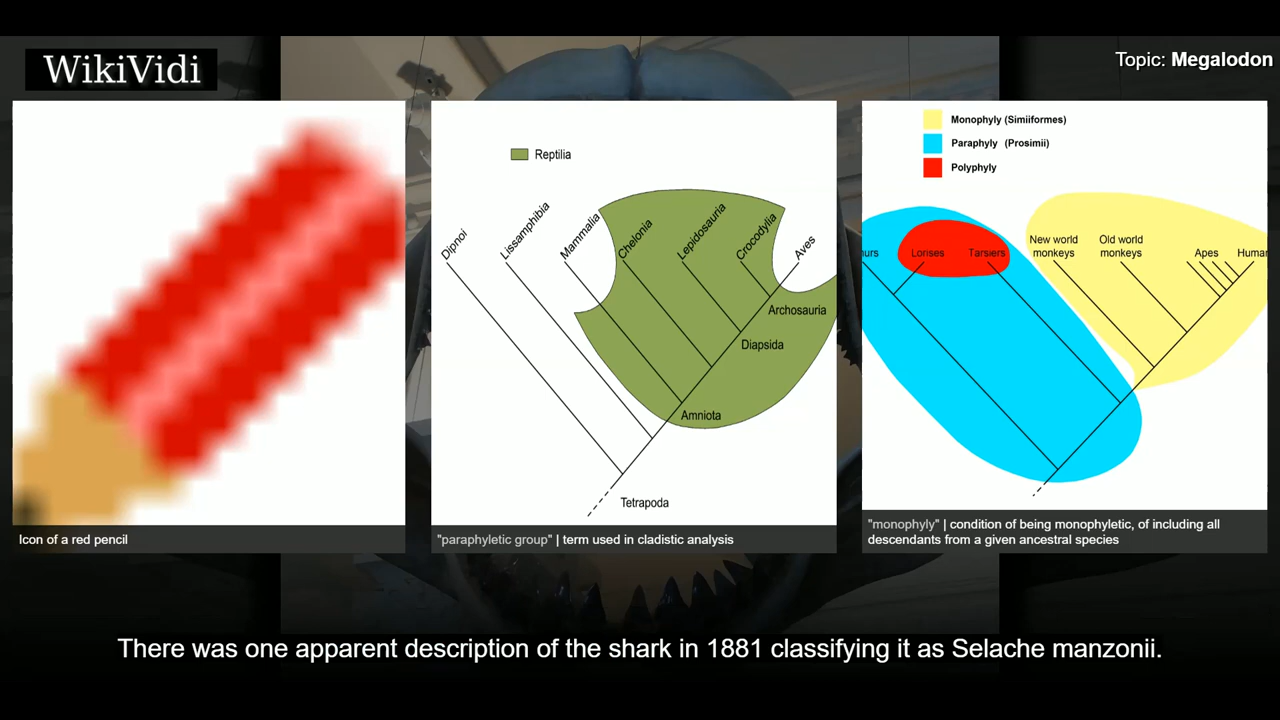 WikiVidi
Topic: Megalodon
Reptilia
Dipnoi
Lissamphibia
Mammalia
Chelonia
Lepidosauria
Crocodylia
Aves
Archosauria
Diapsida
Amniota
Tetrapoda
Monophyly (Simiiformes)
Paraphyly (Prosimii)
Polyphyly
urs
Lorises
Tarsiers
New world
monkeys
Old world
monkeys
Apes
Human
Icon of a red pencil
"paraphyletic group" | term used in cladistic analysis
"monophyly" | condition of being monophyletic, of including all
descendants from a given ancestral species
There was one apparent description of the shark in 1881 classifying it as Selache manzonii.